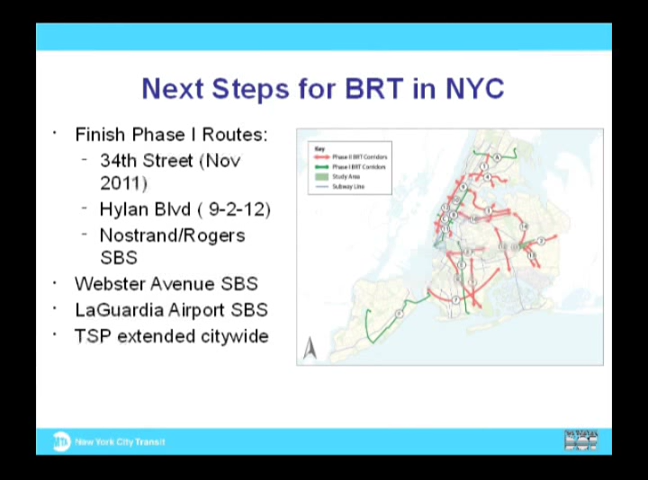 Next Steps for BRT in NYC
· Finish Phase I Routes:
- 34th Street (Nov
2011)
- Hylan Blvd ( 9-2-12)
- Nostrand/Rogers
SBS
· Webster Avenue SBS
· LaGuardia Airport SBS
· TSP extended citywide
Key
Phase II BRT Corridors
Phase I BRT Corridors
Study Area
Subway Line
New York City Transit